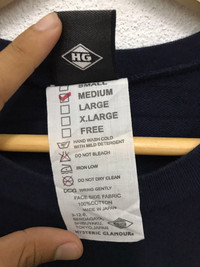 HG
SMALL
MEDIUM
LARGE
X.LARGE
FREE
HAND WASH COLD
WITH MILD DETERGENT
DO NOT BLEACH
IRON LOW
DO NOT DRY CLEAN
WRING GENTLY
FACE SIDE FABRIC
100%COTTON
MADE IN JAPAN
HYSTERIC GLAMOUR